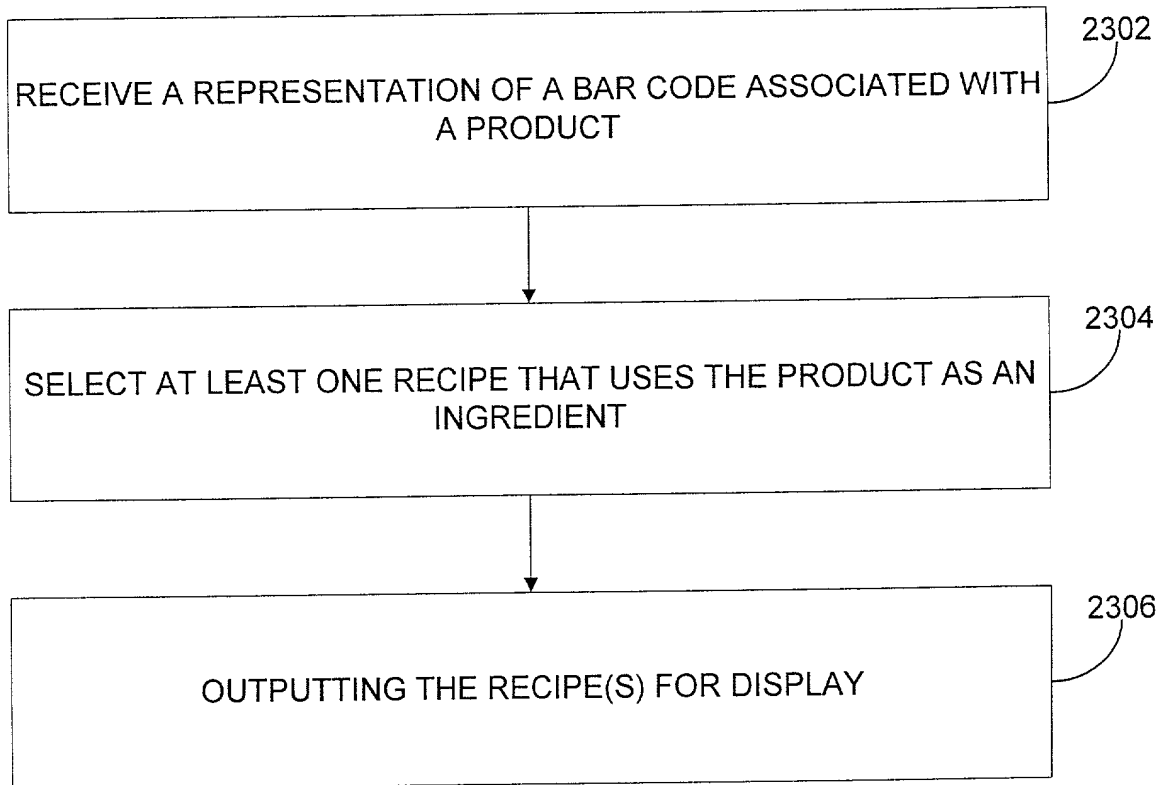 2302
RECEIVE A REPRESENTATION OF A BAR CODE ASSOCIATED WITH
A PRODUCT
2304
SELECT AT LEAST ONE RECIPE THAT USES THE PRODUCT AS AN
INGREDIENT
2306
OUTPUTTING THE RECIPE(S) FOR DISPLAY